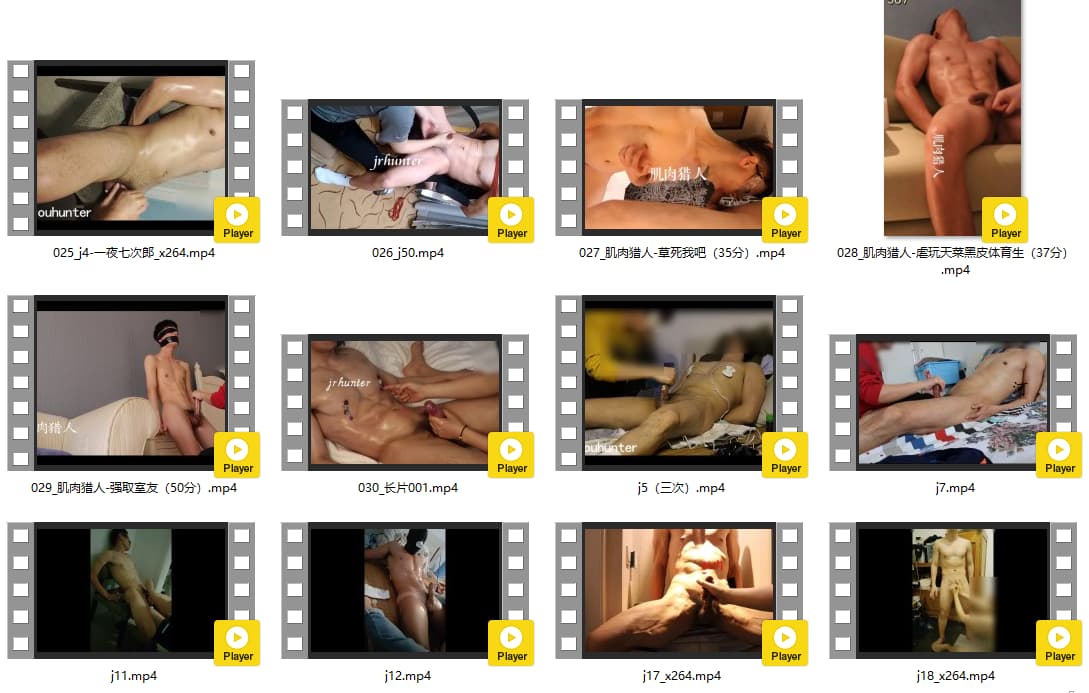 ouhunter
Player
025_j4-一夜七次郎_x264.mp4
jrhunter
Player
026_j50.mp4
肌肉猎人
Player
027_肌肉猎人-草死我吧（35分）.mp4
肌肉猎人
Player
028_肌肉猎人-虐玩天菜黑皮体育生（37分）
.mp4
肉猎人
Player
029_肌肉猎人-强取室友（50分）.mp4
jrhunter
Player
030_长片001.mp4
ouhunter
Player
j5（三次）.mp4
Player
j7.mp4
Player
j11.mp4
Player
j12.mp4
Player
j17_x264.mp4
Player
j18_x264.mp4